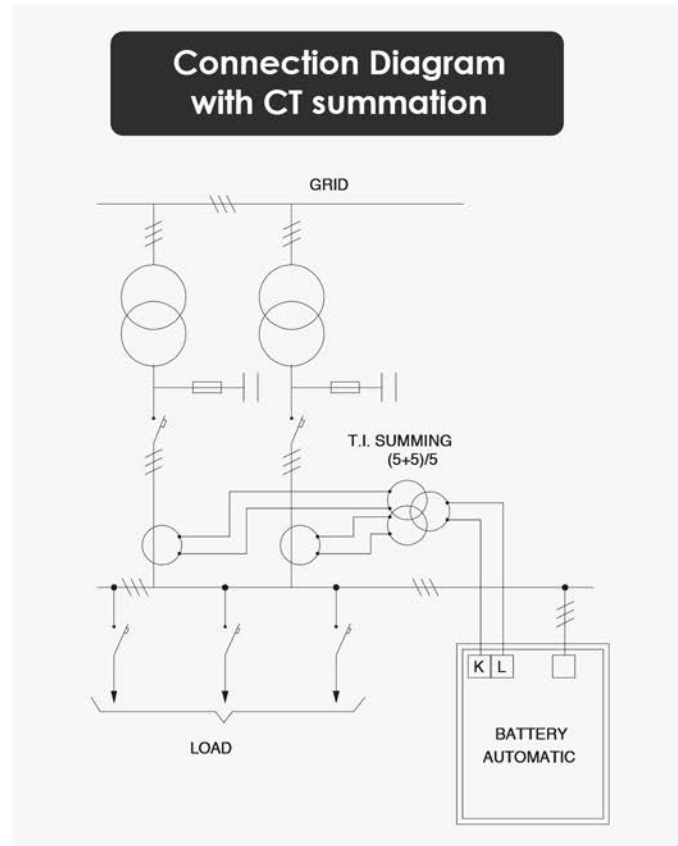 Connection Diagram
with CT summation
GRID
T.I. SUMMING
(5+5)/5
K L
BATTERY
AUTOMATIC
LOAD